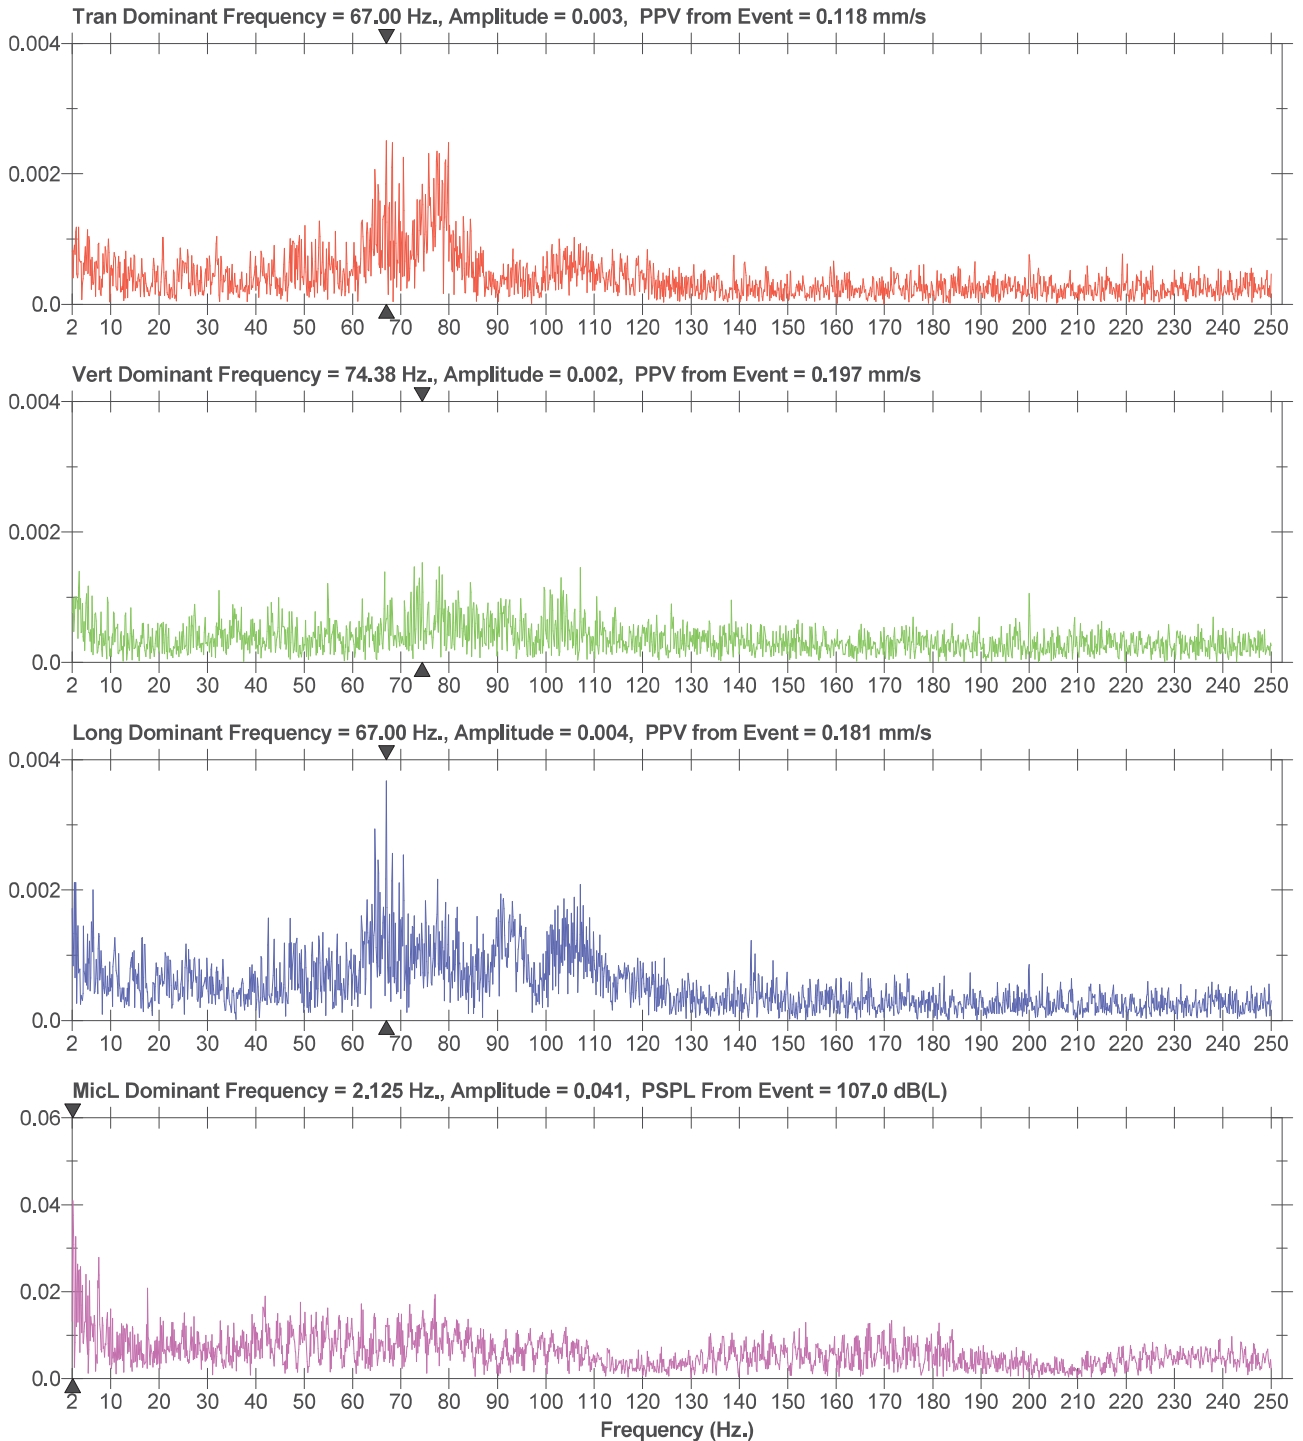 Tran Dominant Frequency = 67.00 Hz., Amplitude = 0.003, PPV from Event = 0.118 mm/s
0.004
0.002
0.0
2 10 20 30 40 50 60 70 80 90 100 110 120 130 140 150 160 170 180 190 200 210 220 230 240 250
Vert Dominant Frequency = 74.38 Hz., Amplitude = 0.002, PPV from Event = 0.197 mm/s
0.004
0.002
0.0
2 10 20 30 40 50 60 70 80 90 100 110 120 130 140 150 160 170 180 190 200 210 220 230 240 250
Long Dominant Frequency = 67.00 Hz., Amplitude = 0.004, PPV from Event = 0.181 mm/s
0.004
0.002
0.0
2 10 20 30 40 50 60 70 80 90 100 110 120 130 140 150 160 170 180 190 200 210 220 230 240 250
MicL Dominant Frequency = 2.125 Hz., Amplitude = 0.041, PSPL From Event = 107.0 dB(L)
0.06
0.04
0.02
0.0
2 10 20 30 40 50 60 70 80 90 100 110 120 130 140 150 160 170 180 190 200 210 220 230 240 250
Frequency (Hz.)